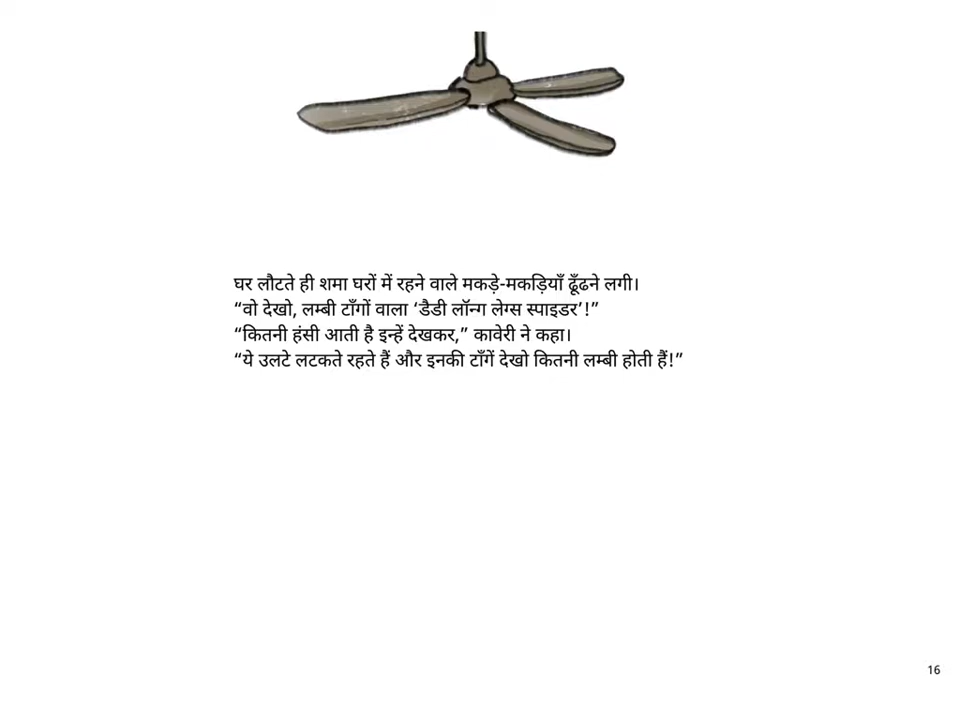 घर लौटते ही शमा घरों में रहने वाले मकड़े-मकड़ियाँ ढूँढने लगी।
“वो देखो, लम्बी टाँगों वाला ‘डैडी लॉन्ग लेग्स स्पाइडर’!”
“कितनी हंसी आती है इन्हें देखकर,” कावेरी ने कहा।
“ये उलटे लटकते रहते हैं और इनकी टाँगें देखो कितनी लम्बी होती हैं!”
16